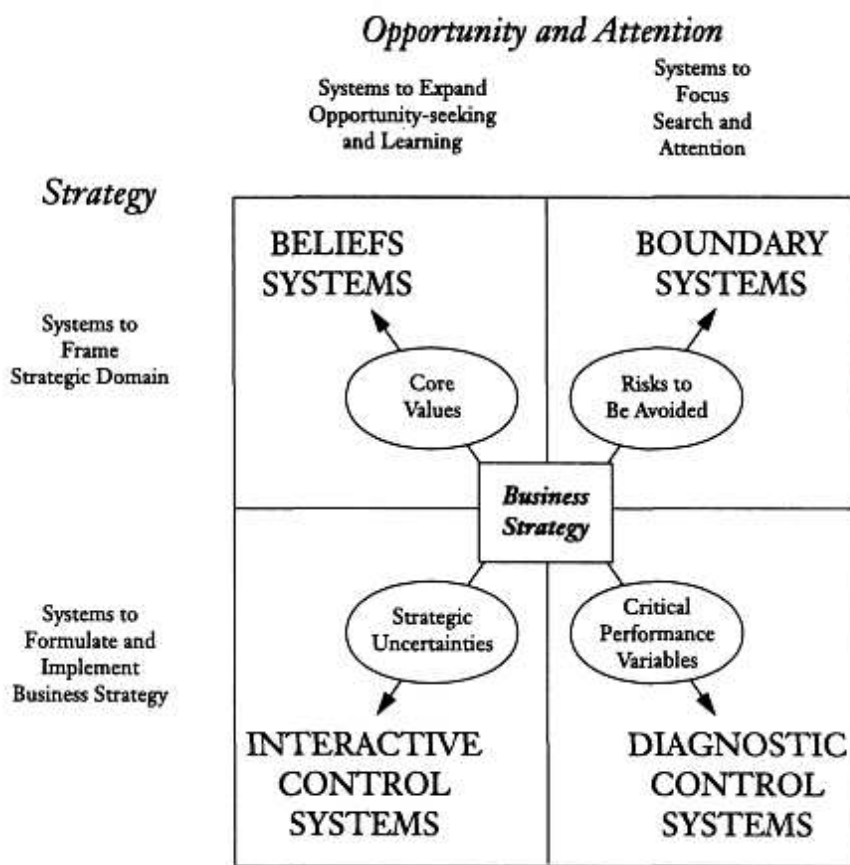 Opportunity and Attention
Systems to Expand
Opportunity-seeking
and Learning
Systems to
Focus
Search and
Attention
Strategy
BELIEFS
SYSTEMS
BOUNDARY
SYSTEMS
Systems to
Frame
Strategic Domain
Core
Values
Risks to
Be Avoided
Business
Strategy
Systems to
Formulate and
Implement
Business Strategy
Strategic
Uncertainties
Critical
Performance
Variables
INTERACTIVE
CONTROL
SYSTEMS
DIAGNOSTIC
CONTROL
SYSTEMS